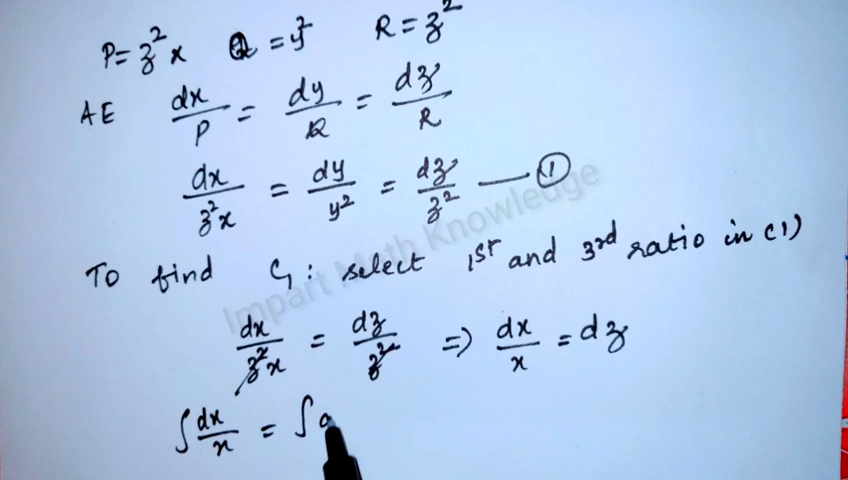 P = z²x Q = y² R = z²
AE dx/P = dy/Q = dz/R
dx/z²x = dy/y² = dz/z² — ①
To find C₁: select 1st and 3rd ratio in (1)
dx/z²x = dz/z² => dx/x = dz
∫dx/x = ∫
Impart Math Knowledge